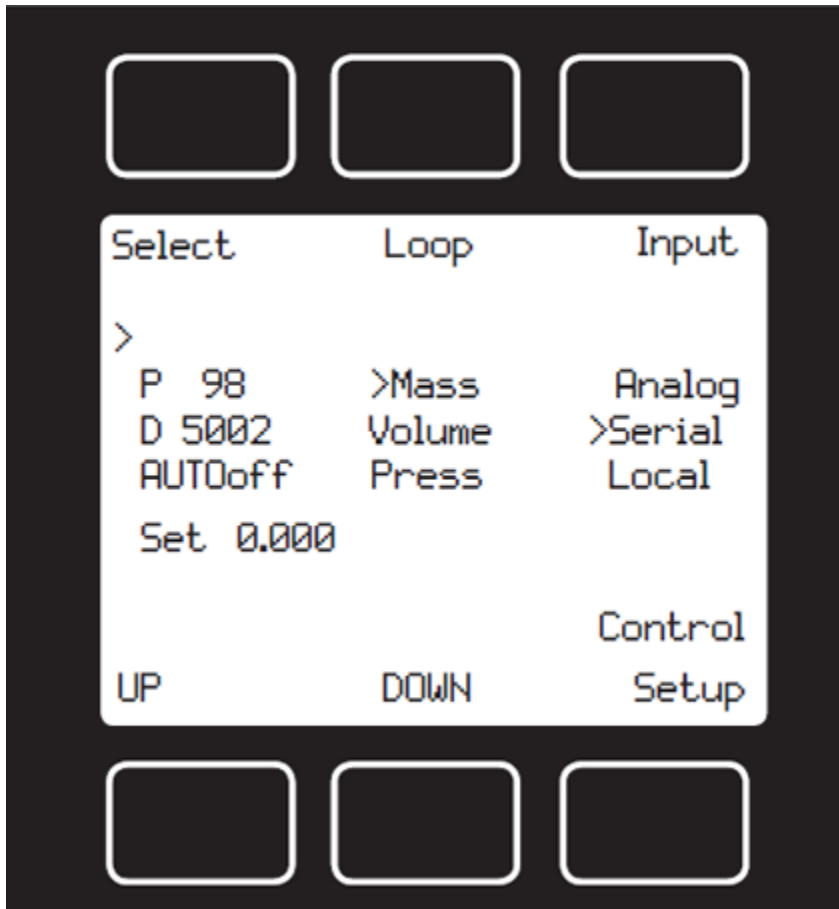 Select Loop Input
>
P 98 >Mass Analog
D 5002 Volume >Serial
AUTOoff Press Local
Set 0.000
Control
UP DOWN Setup